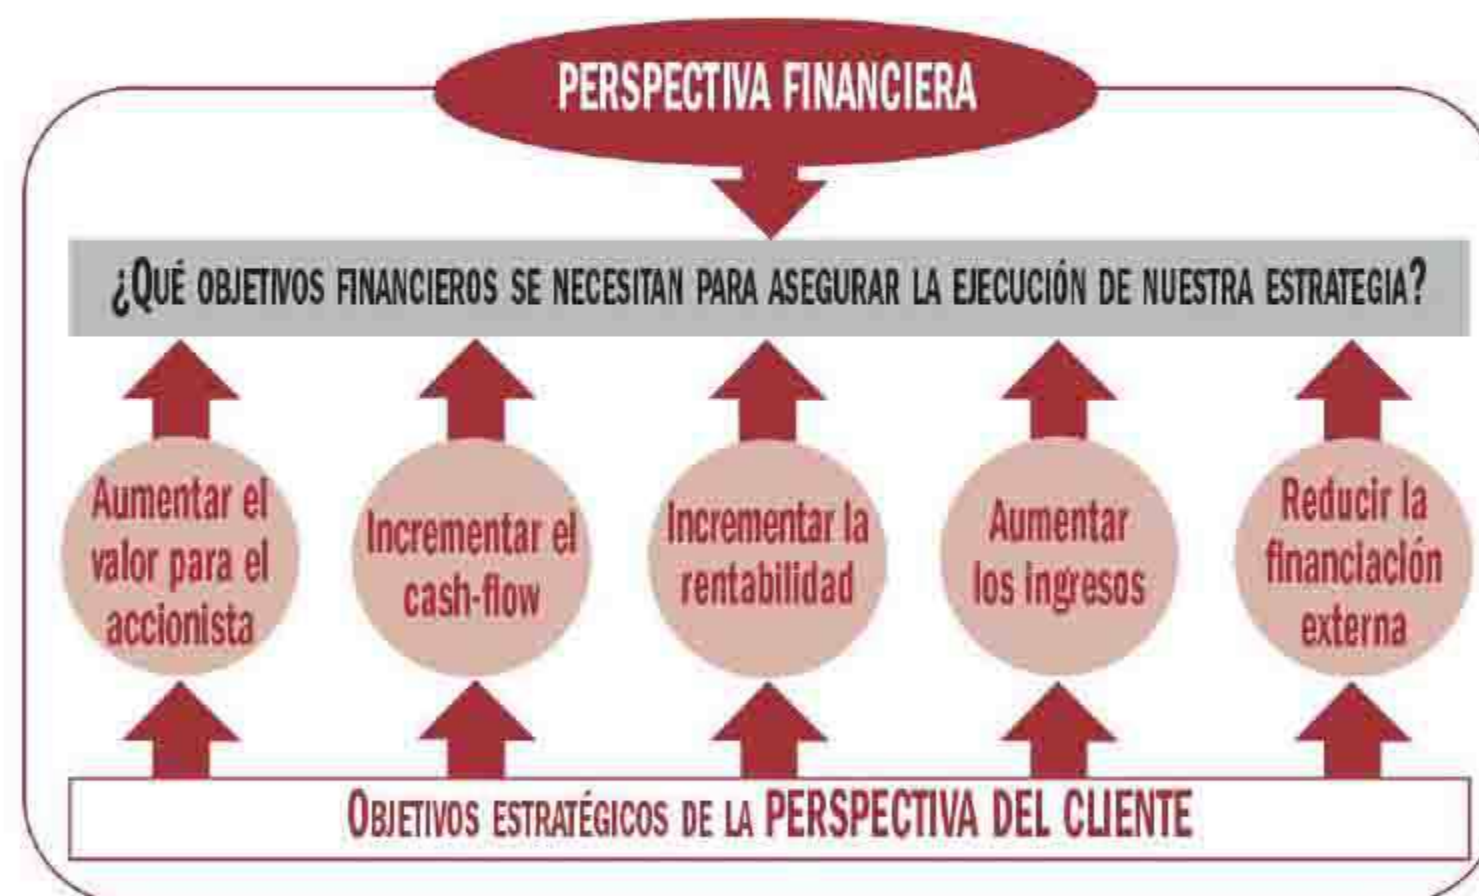 PERSPECTIVA FINANCIERA
¿QUÉ OBJETIVOS FINANCIEROS SE NECESITAN PARA ASEGURAR LA EJECUCIÓN DE NUESTRA ESTRATEGIA?
Aumentar el
valor para el
accionista
Incrementar el
cash-flow
Incrementar la
rentabilidad
Aumentar
los ingresos
Reducir la
financiación
externa
OBJETIVOS ESTRATÉGICOS DE LA PERSPECTIVA DEL CLIENTE